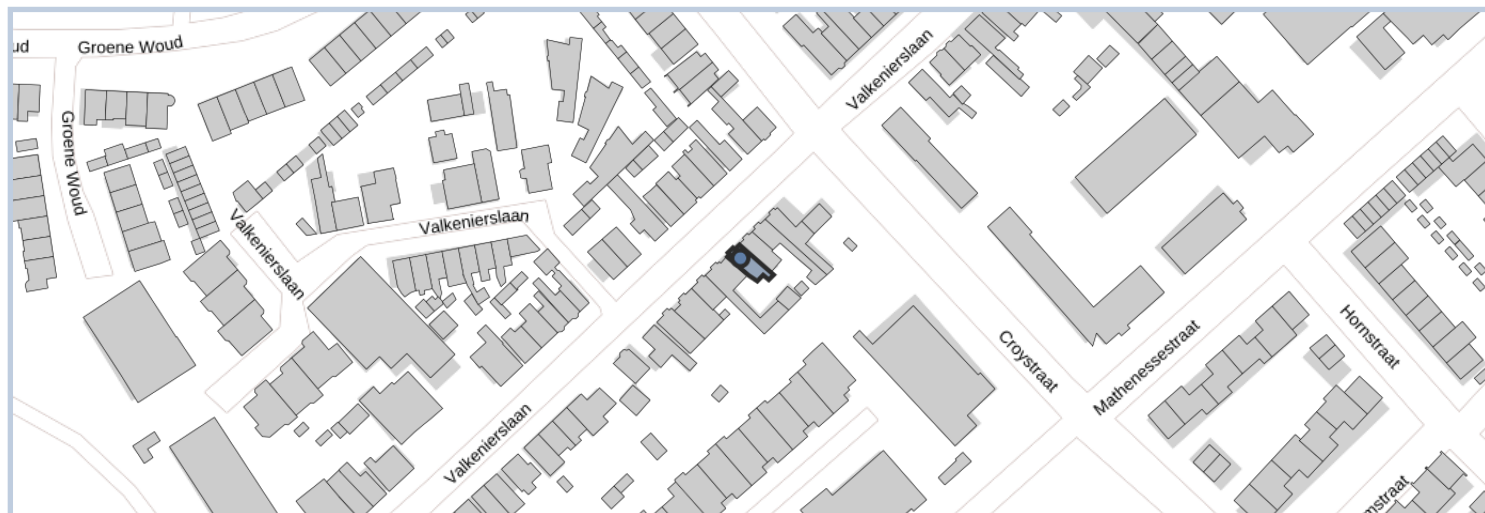 ud
Groene Woud
Valkenierslaan
Groene Woud
Valkenierslaan
Valkenierslaan
Croystraat
Hornstraat
Mathenessestraat
Valkenierslaan
mstraat